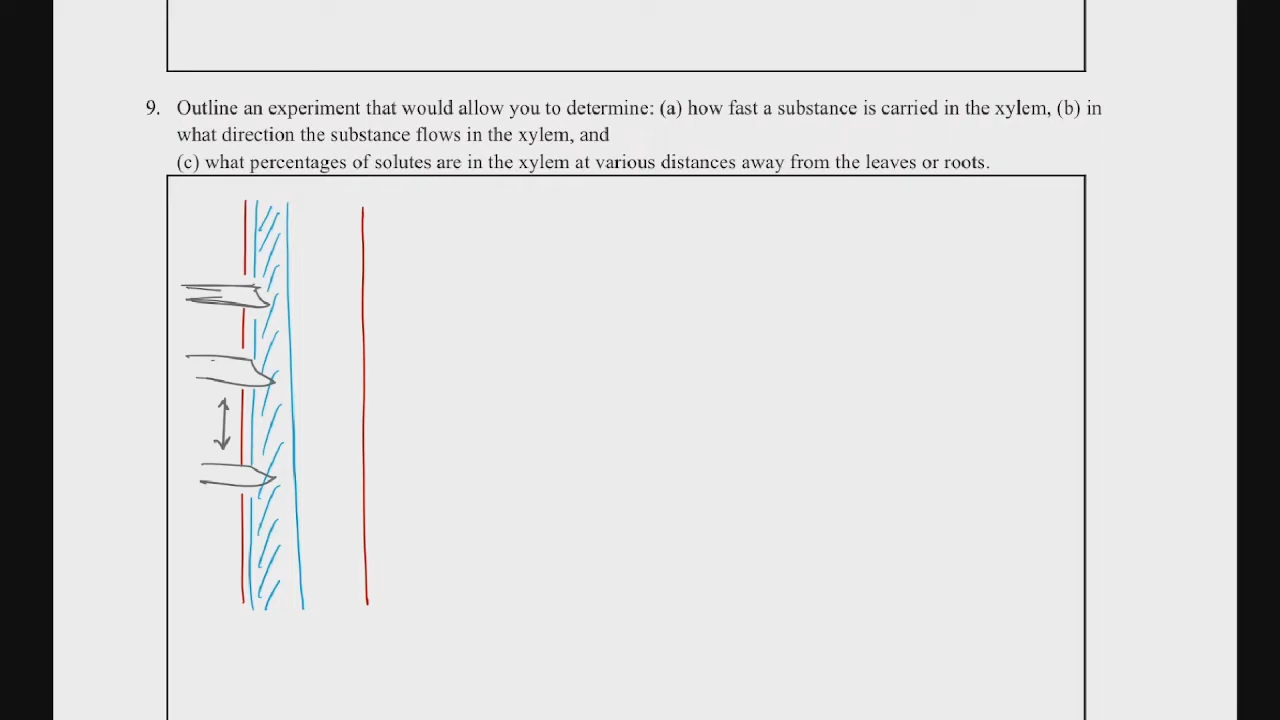 9. Outline an experiment that would allow you to determine: (a) how fast a substance is carried in the xylem, (b) in
what direction the substance flows in the xylem, and
(c) what percentages of solutes are in the xylem at various distances away from the leaves or roots.